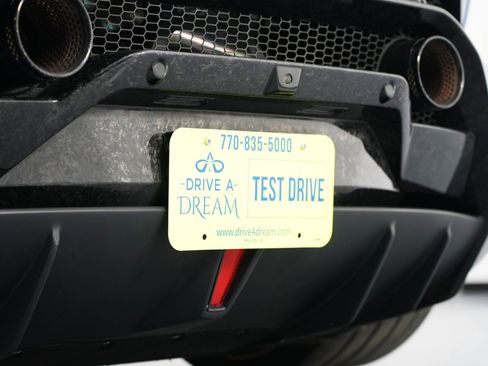 770-835-5000
-DRIVE A-
DREAM
TEST DRIVE
www.driveAdream.com